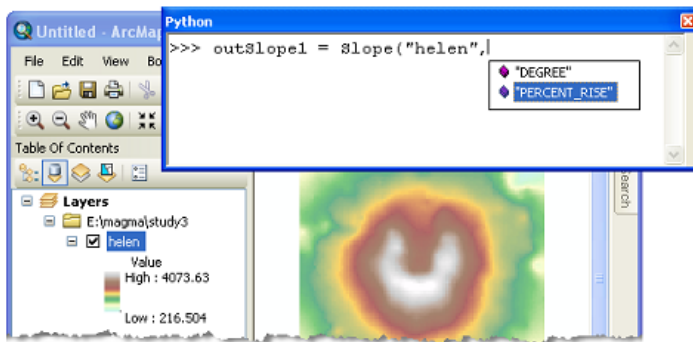 Untitled - ArcMap
Python
>>> outSlope1 = Slope("helen",
"DEGREE"
"PERCENT_RISE"
File Edit View Bo
Table Of Contents
Layers
E:\magma\study3
helen
Value
High : 4073.63
Low : 216.504
Search